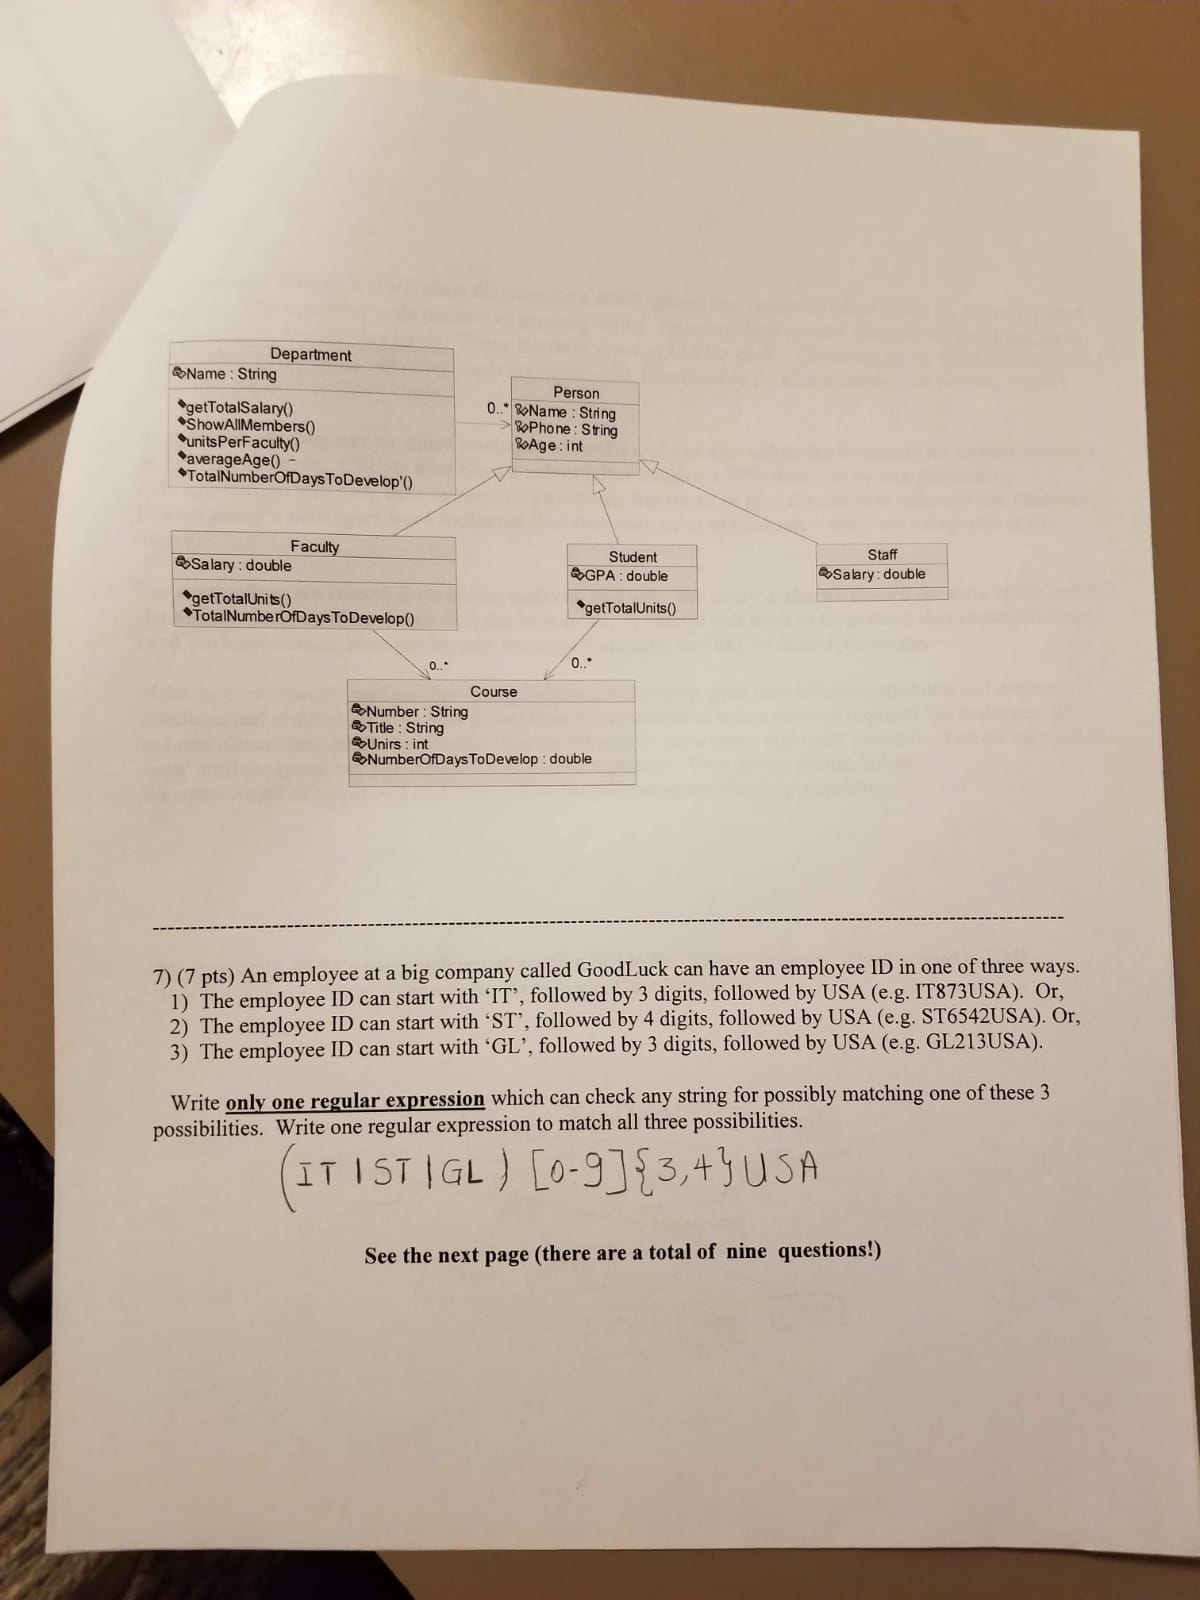 Department
Name : String
getTotalSalary()
ShowAllMembers()
unitsPerFaculty()
averageAge() -
TotalNumberOfDaysToDevelop'()
0..*
Person
Name : String
Phone : String
Age : int
Faculty
Salary : double
getTotalUnits()
TotalNumberOfDaysToDevelop()
Student
GPA : double
getTotalUnits()
Staff
Salary : double
0..*
0..*
Course
Number : String
Title : String
Unirs : int
NumberOfDaysToDevelop : double
7) (7 pts) An employee at a big company called GoodLuck can have an employee ID in one of three ways.
1) The employee ID can start with ‘IT’, followed by 3 digits, followed by USA (e.g. IT873USA). Or,
2) The employee ID can start with ‘ST’, followed by 4 digits, followed by USA (e.g. ST6542USA). Or,
3) The employee ID can start with ‘GL’, followed by 3 digits, followed by USA (e.g. GL213USA).
Write only one regular expression which can check any string for possibly matching one of these 3
possibilities. Write one regular expression to match all three possibilities.
(IT|ST|GL) [0-9]{3,4}USA
See the next page (there are a total of nine questions!)